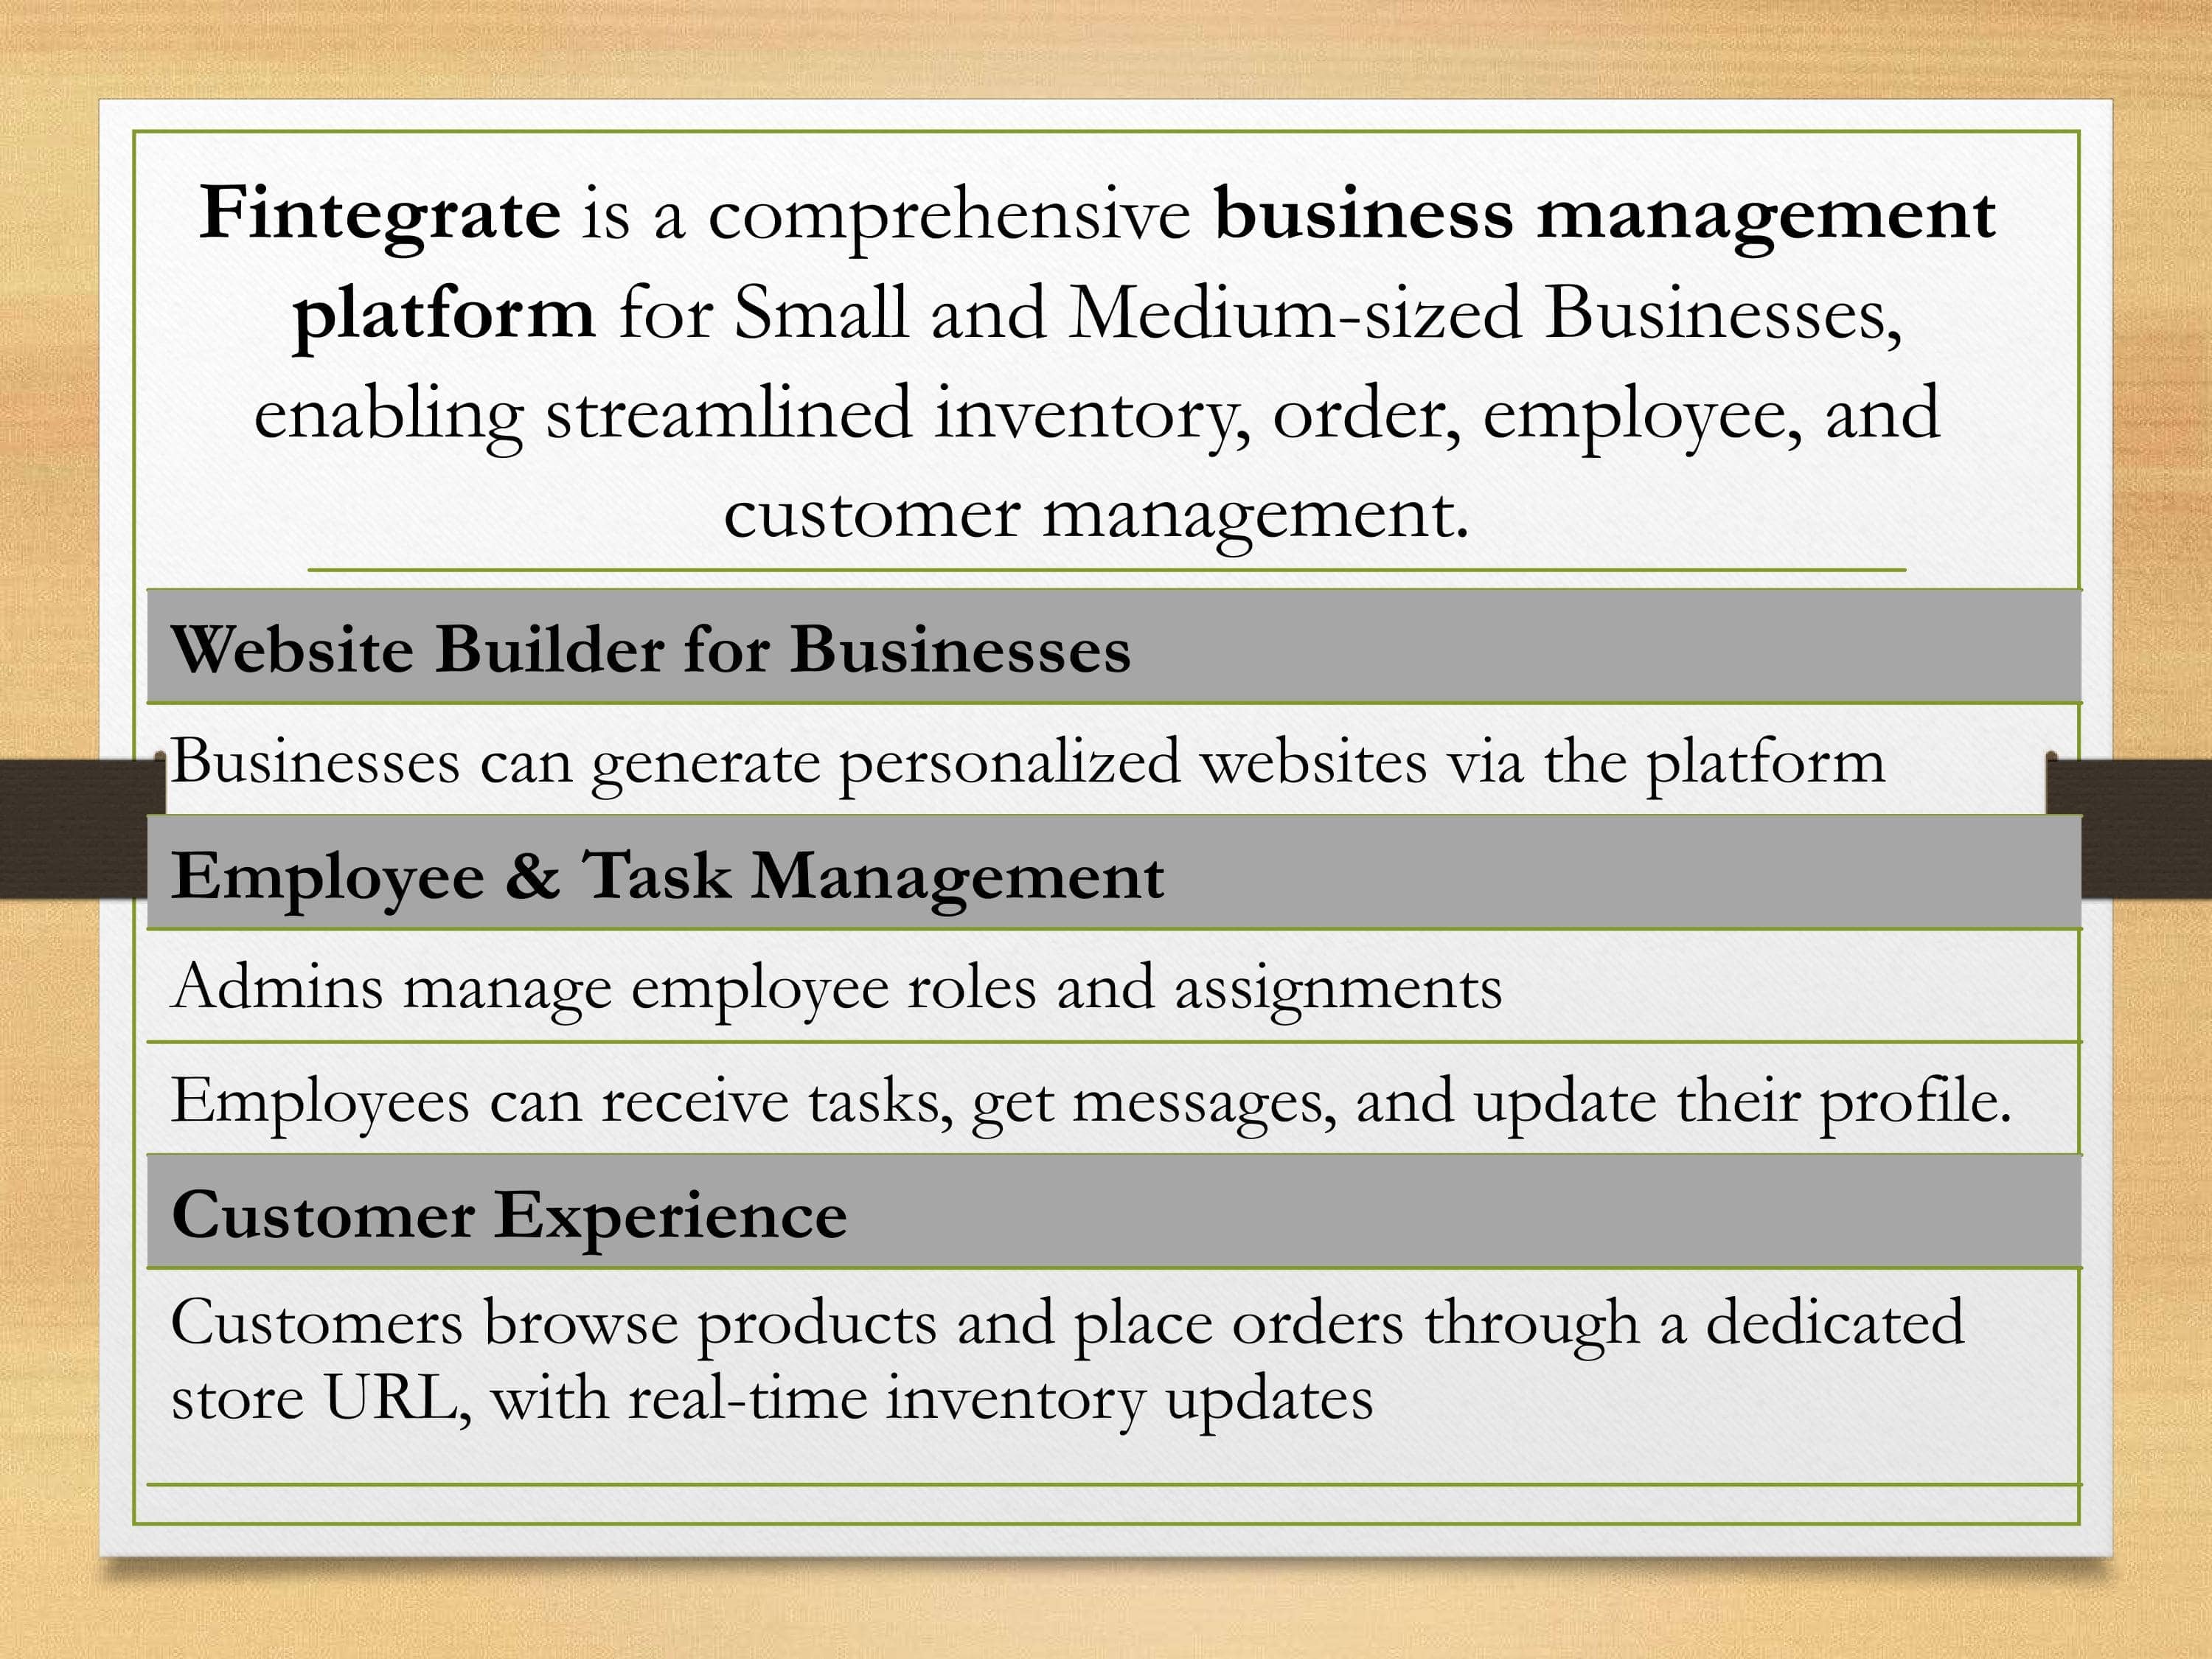 Fintegrate is a comprehensive business management
platform for Small and Medium-sized Businesses,
enabling streamlined inventory, order, employee, and
customer management.
Website Builder for Businesses
Businesses can generate personalized websites via the platform
Employee & Task Management
Admins manage employee roles and assignments
Employees can receive tasks, get messages, and update their profile.
Customer Experience
Customers browse products and place orders through a dedicated
store URL, with real-time inventory updates